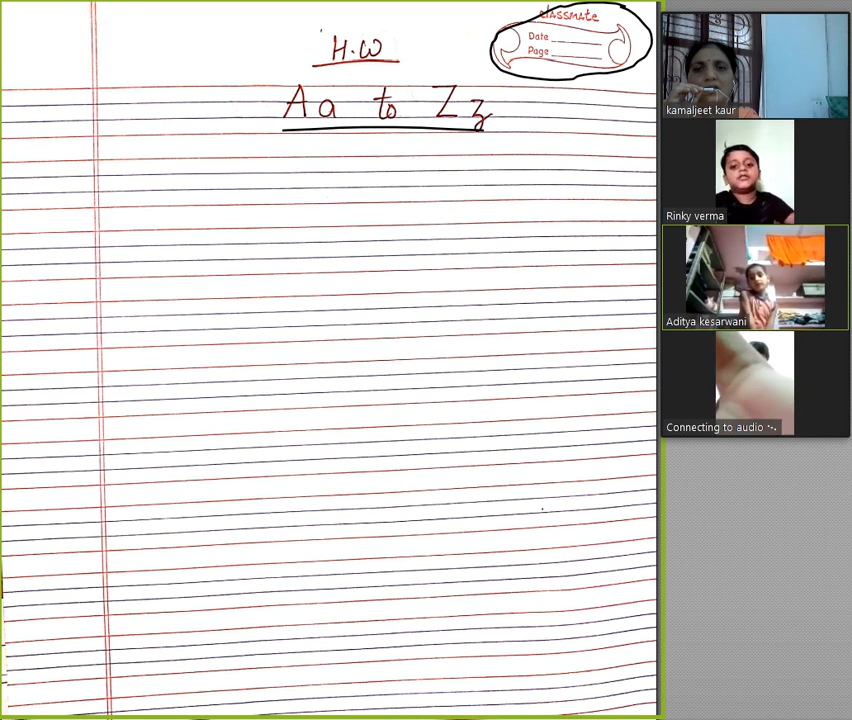 classmate
Date
Page
H.W
Aa to Zz
kamaljeet kaur
Rinky verma
Aditya kesarwani
Connecting to audio